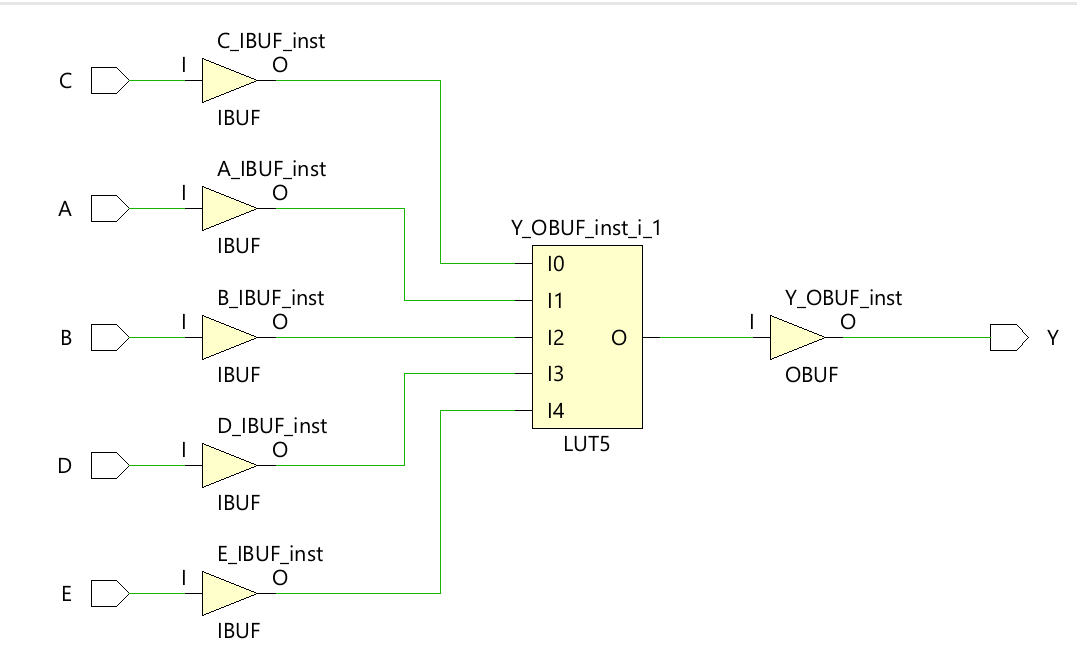 C_IBUF_inst
C
I
O
IBUF
A_IBUF_inst
A
I
O
IBUF
B_IBUF_inst
B
I
O
IBUF
D_IBUF_inst
D
I
O
IBUF
E_IBUF_inst
E
I
O
IBUF
Y_OBUF_inst_i_1
I0
I1
I2
I3
I4
O
LUT5
Y_OBUF_inst
I
O
OBUF
Y